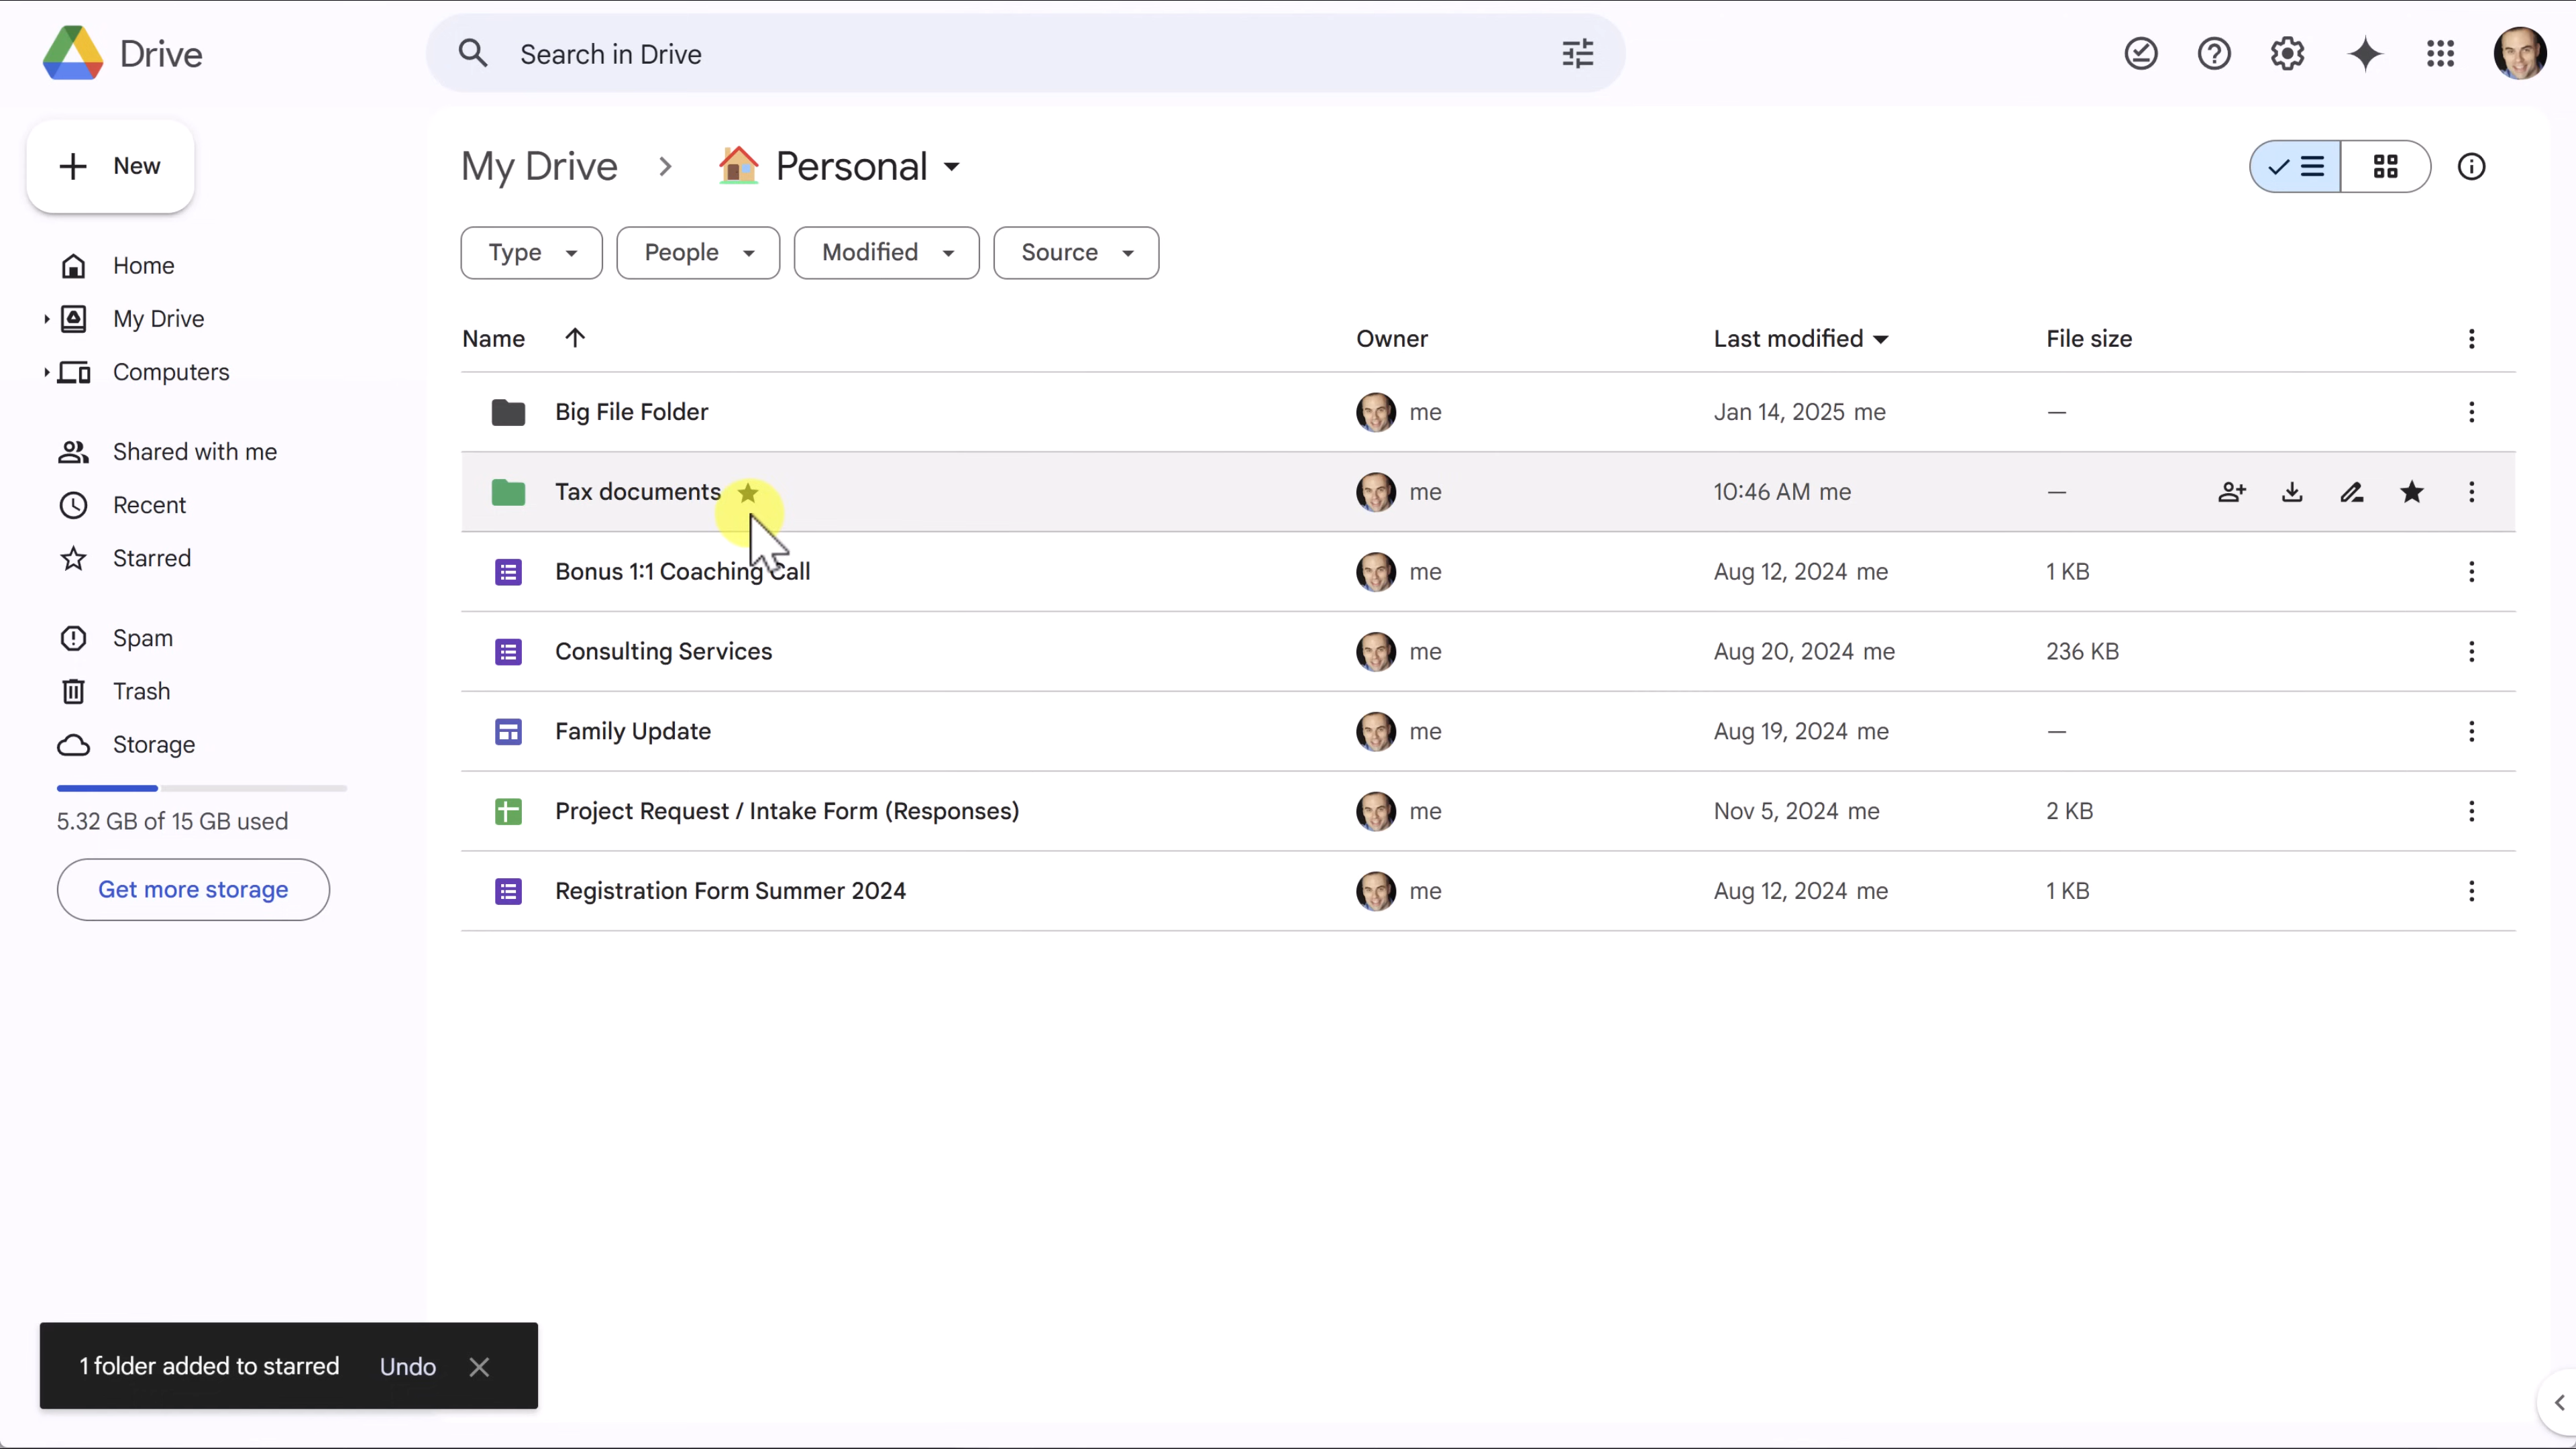 Drive
Search in Drive
New
Home
My Drive
Computers
Shared with me
Recent
Starred
Spam
Trash
Storage
5.32 GB of 15 GB used
Get more storage
My Drive Personal
Type People Modified Source
Name Owner Last modified File size
Big File Folder me Jan 14, 2025 me —
Tax documents me 10:46 AM me —
Bonus 1:1 Coaching Call me Aug 12, 2024 me 1 KB
Consulting Services me Aug 20, 2024 me 236 KB
Family Update me Aug 19, 2024 me —
Project Request / Intake Form (Responses) me Nov 5, 2024 me 2 KB
Registration Form Summer 2024 me Aug 12, 2024 me 1 KB
1 folder added to starred Undo